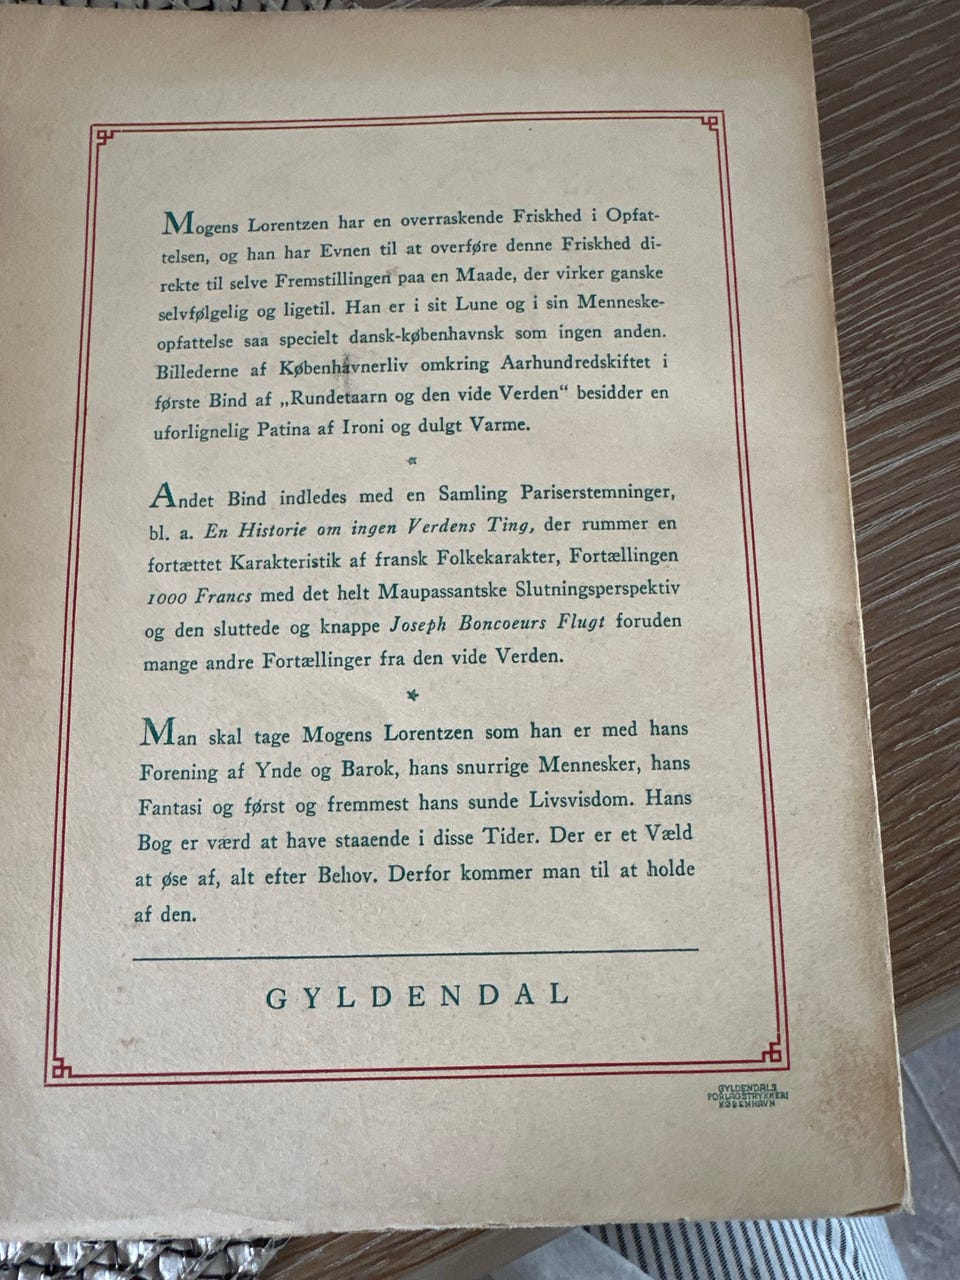 Mogens Lorentzen har en overraskende Friskhed i Opfat-
telsen, og han har Evnen til at overføre denne Friskhed di-
rekte til selve Fremstillingen paa en Maade, der virker ganske
selvfølgelig og ligetil. Han er i sit Lune og i sin Menneske-
opfattelse saa specielt dansk-københavnsk som ingen anden.
Billederne af Københavnerliv omkring Aarhundredskiftet i
første Bind af „Rundetaarn og den vide Verden“ besidder en
uforlignelig Patina af Ironi og dulgt Varme.
Andet Bind indledes med en Samling Pariserstemninger,
bl. a. En Historie om ingen Verdens Ting, der rummer en
fortættet Karakteristik af fransk Folkekarakter, Fortællingen
1000 Francs med det helt Maupassantske Slutningsperspektiv
og den sluttede og knappe Joseph Boncoeurs Flugt foruden
mange andre Fortællinger fra den vide Verden.
Man skal tage Mogens Lorentzen som han er med hans
Forening af Ynde og Barok, hans snurrige Mennesker, hans
Fantasi og først og fremmest hans sunde Livsvisdom. Hans
Bog er værd at have staaende i disse Tider. Der er et Væld
at øse af, alt efter Behov. Derfor kommer man til at holde
af den.
GYLDENDAL
GYLDENDALS
FORLAGSTRYKKERI
KØBENHAVN